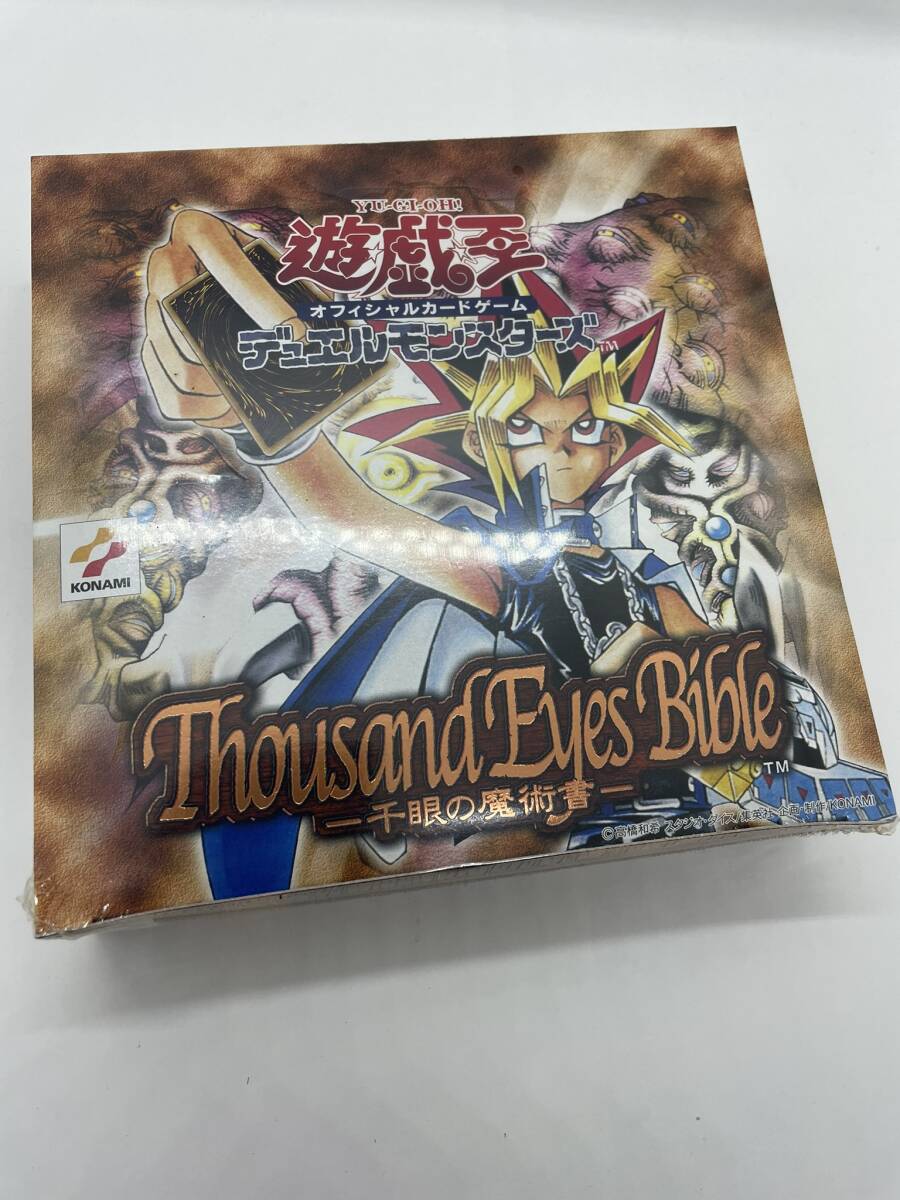 YU-GI-OH!
遊戯王
オフィシャルカードゲーム
デュエルモンスターズ™
KONAMI
Thousand Eyes Bible™
ー千眼の魔術書ー
©高橋和希 スタジオ・ダイス/集英社 企画・制作/KONAMI